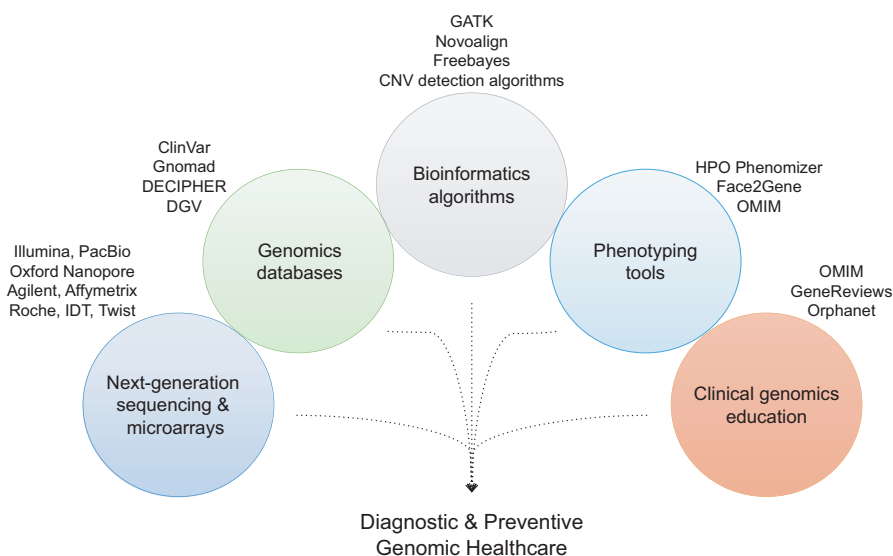 GATK
Novoalign
Freebayes
CNV detection algorithms
Bioinformatics
algorithms
ClinVar
Gnomad
DECIPHER
DGV
Genomics
databases
HPO Phenomizer
Face2Gene
OMIM
Phenotyping
tools
Illumina, PacBio
Oxford Nanopore
Agilent, Affymetrix
Roche, IDT, Twist
Next-generation
sequencing &
microarrays
OMIM
GeneReviews
Orphanet
Clinical genomics
education
Diagnostic & Preventive
Genomic Healthcare